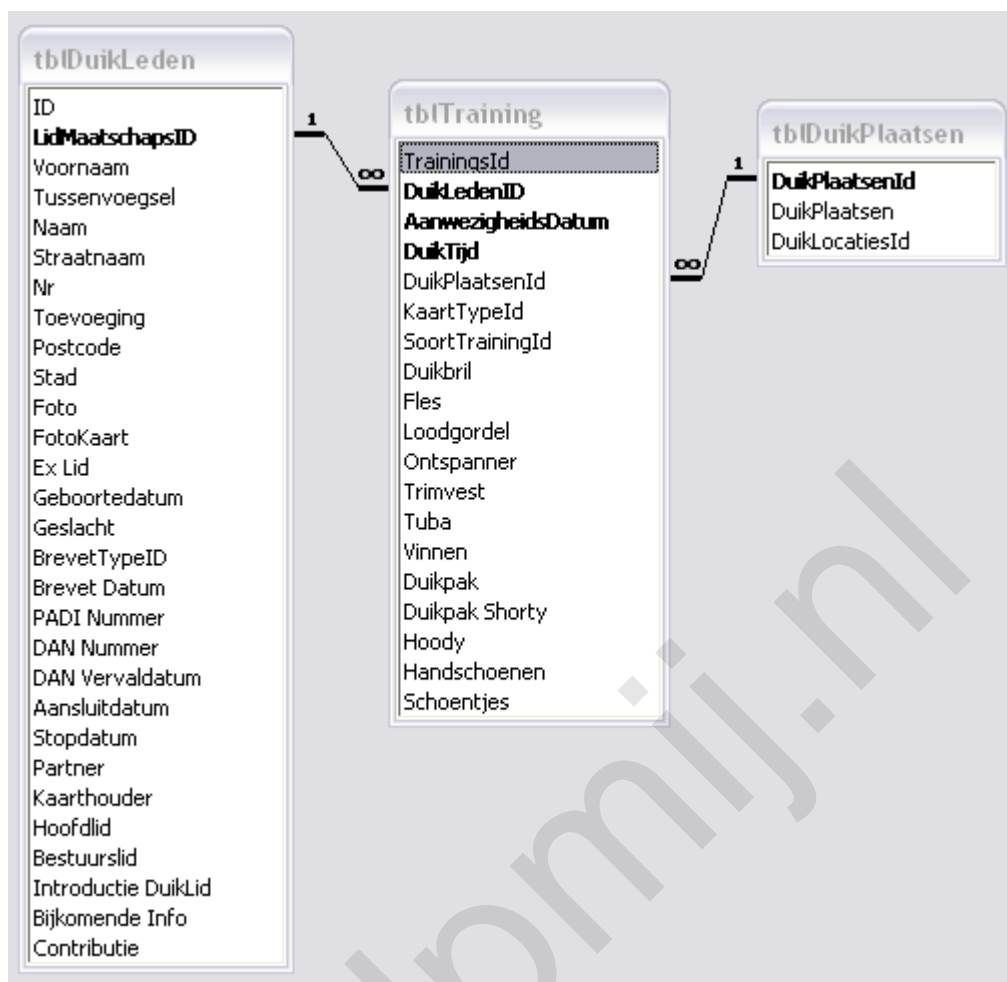 tblDuikLeden
ID
LidMaatschapsID
Voornaam
Tussenvoegsel
Naam
Straatnaam
Nr
Toevoeging
Postcode
Stad
Foto
FotoKaart
Ex Lid
Geboortedatum
Geslacht
BrevetTypeID
Brevet Datum
PADI Nummer
DAN Nummer
DAN Vervaldatum
Aansluitdatum
Stopdatum
Partner
Kaarthouder
Hoofdlid
Bestuurslid
Introductie DuikLid
Bijkomende Info
Contributie
1
∞
tblTraining
TrainingsId
DuikLedenID
AanwezigheidsDatum
DuikTijd
DuikPlaatsenId
KaartTypeId
SoortTrainingId
Duikbril
Fles
Loodgordel
Ontspanner
Trimvest
Tuba
Vinnen
Duikpak
Duikpak Shorty
Hoody
Handschoenen
Schoentjes
1
∞
tblDuikPlaatsen
DuikPlaatsenId
DuikPlaatsen
DuikLocatiesId